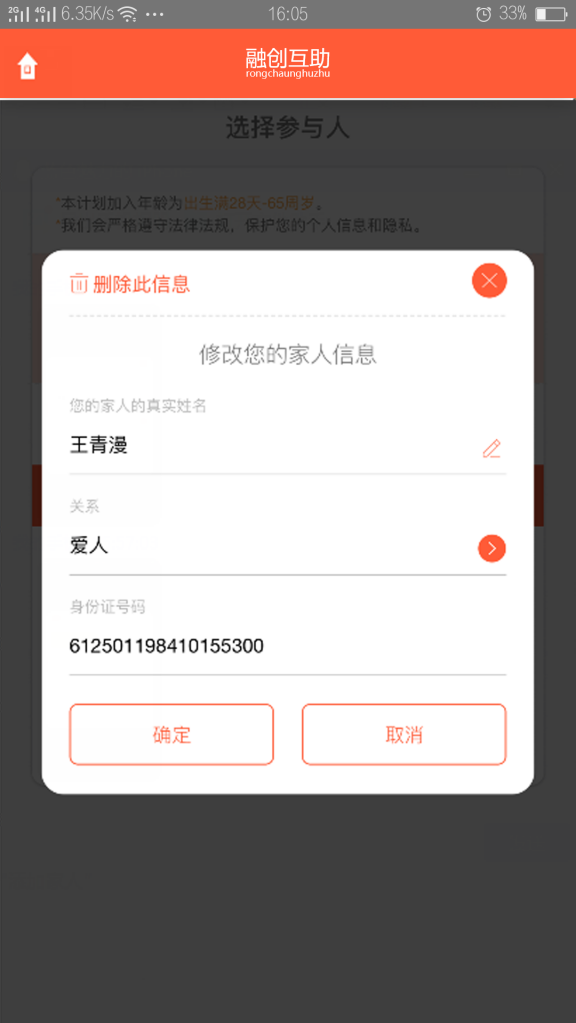 2G 4G 6.35K/s 16:05 33%
融创互助
rongchaunghuzhu
选择参与人
*本计划加入年龄为出生满28天-65周岁。
*我们会严格遵守法律法规，保护您的个人信息和隐私。
删除此信息
修改您的家人信息
您的家人的真实姓名
王青漫
关系
爱人
身份证号码
612501198410155300
确定 取消